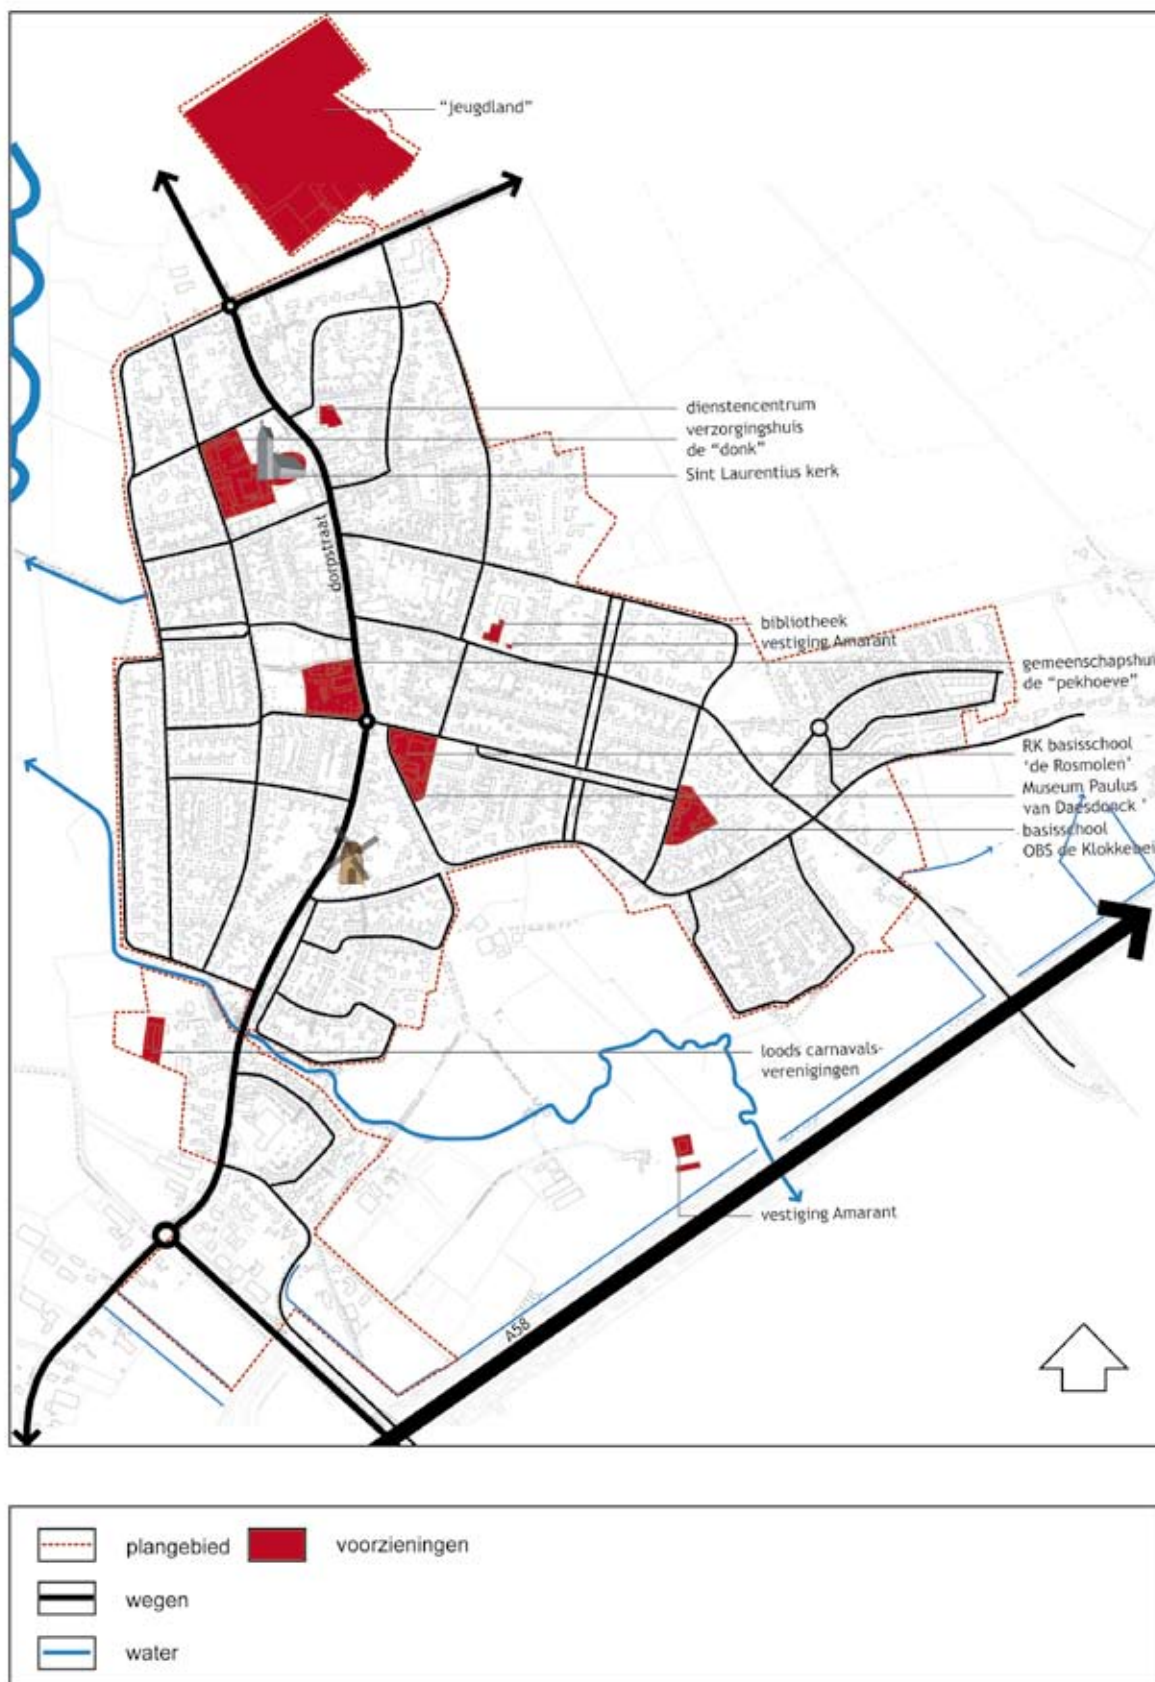 "jeugdland"
dienstencentrum
verzorgingshuis
de "donk"
Sint Laurentius kerk
dorpstraat
bibliotheek
vestiging Amarant
gemeenschapshui
de "pekhoeve"
RK basisschool
'de Rosmolen'
Museum Paulus
van Daesdonck '
basisschool
OBS de Klokkebei
loods carnavals-
verenigingen
vestiging Amarant
A58
plangebied
voorzieningen
wegen
water